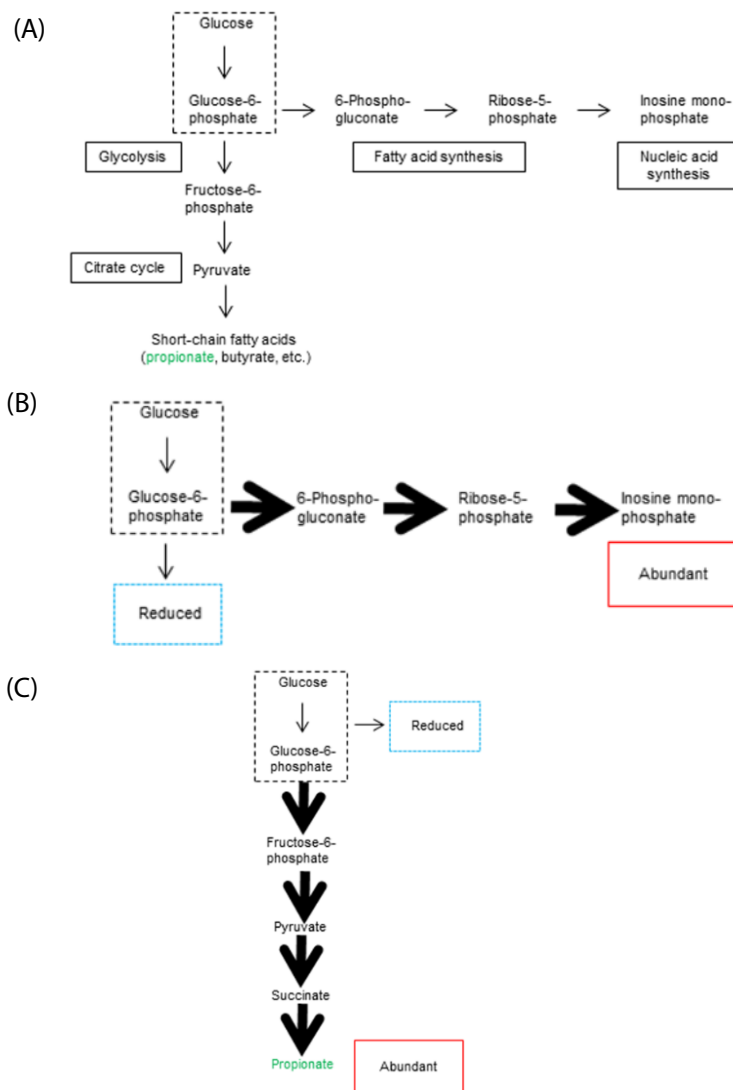 (A)
Glucose
Glucose-6-
phosphate
6-Phospho-
gluconate
Ribose-5-
phosphate
Inosine mono-
phosphate
Glycolysis
Fatty acid synthesis
Nucleic acid
synthesis
Fructose-6-
phosphate
Citrate cycle
Pyruvate
Short-chain fatty acids
(propionate, butyrate, etc.)
(B)
Glucose
Glucose-6-
phosphate
6-Phospho-
gluconate
Ribose-5-
phosphate
Inosine mono-
phosphate
Reduced
Abundant
(C)
Glucose
Glucose-6-
phosphate
Reduced
Fructose-6-
phosphate
Pyruvate
Succinate
Propionate
Abundant